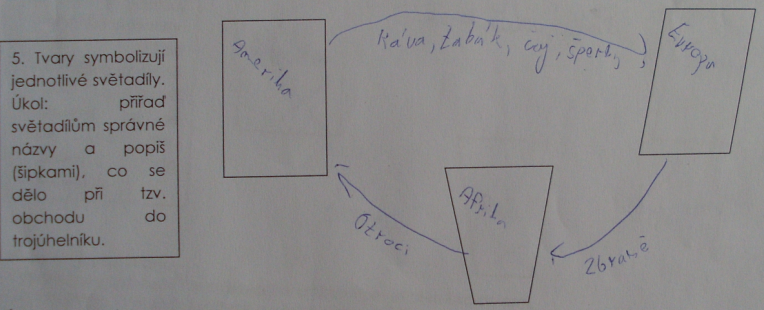 5. Tvary symbolizují
jednotlivé světadíly.
Úkol: přiřaď
světadílům správné
názvy a popiš
(šipkami), co se
dělo při tzv.
obchodu do
trojúhelníku.
Amerika
káva, tabák, čaj, šperky
Evropa
Afrika
Otroci
Zbraně